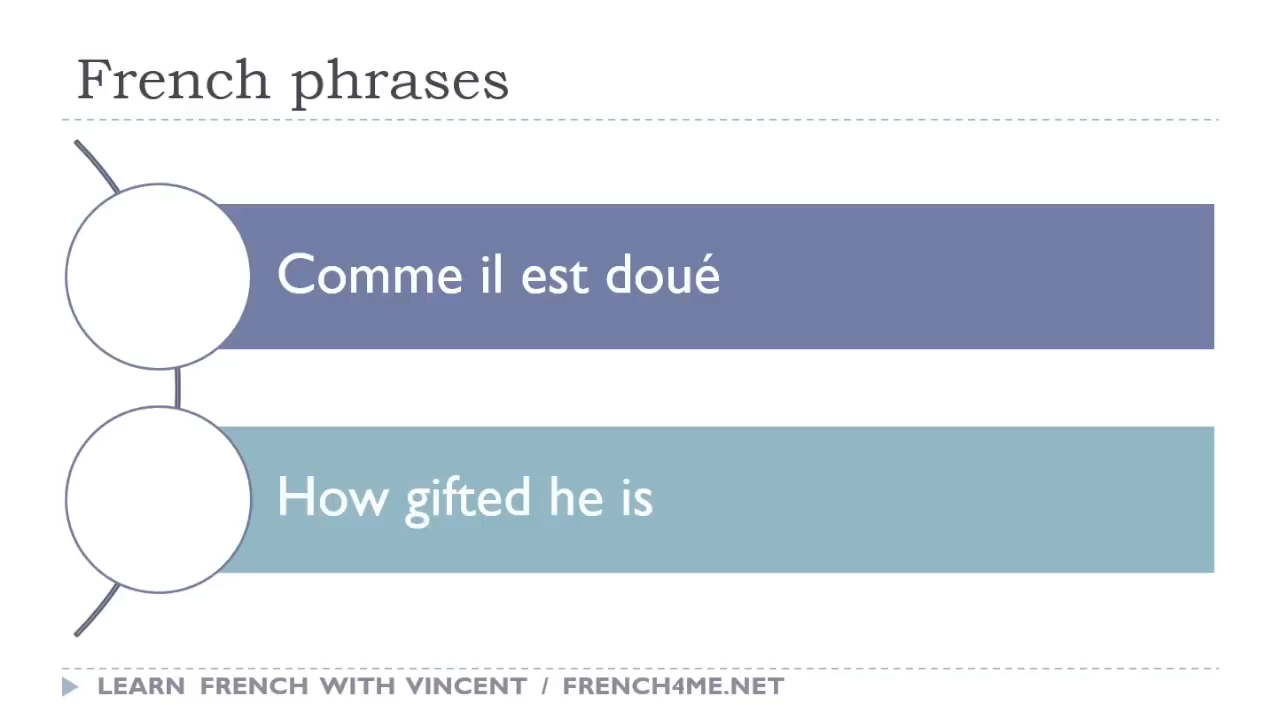 French phrases
Comme il est doué
How gifted he is
LEARN FRENCH WITH VINCENT / FRENCH4ME.NET